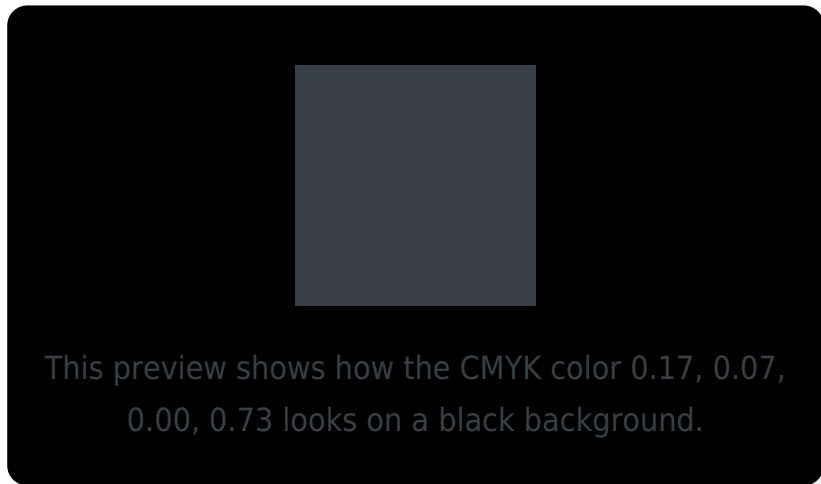 This preview shows how the CMYK color 0.17, 0.07,
0.00, 0.73 looks on a black background.